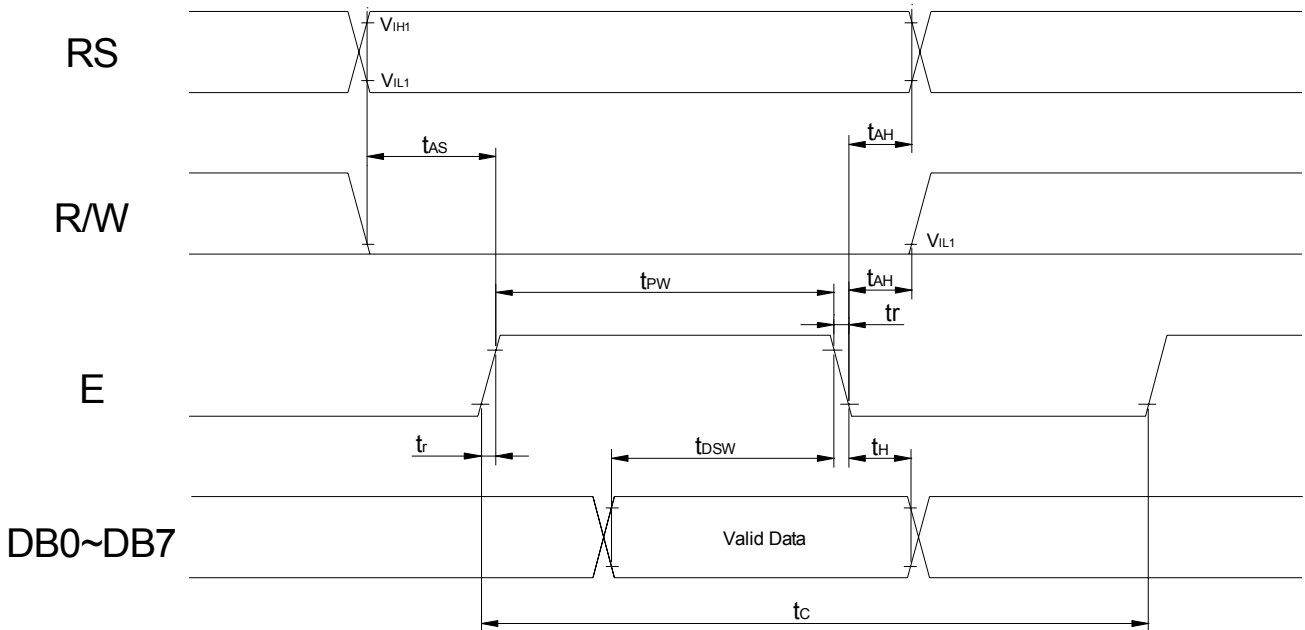 RS
VIH1
VIL1
tAS
tAH
R/W
VIL1
tPW
tAH
tr
E
tr
tDSW
tH
DB0~DB7
Valid Data
tC